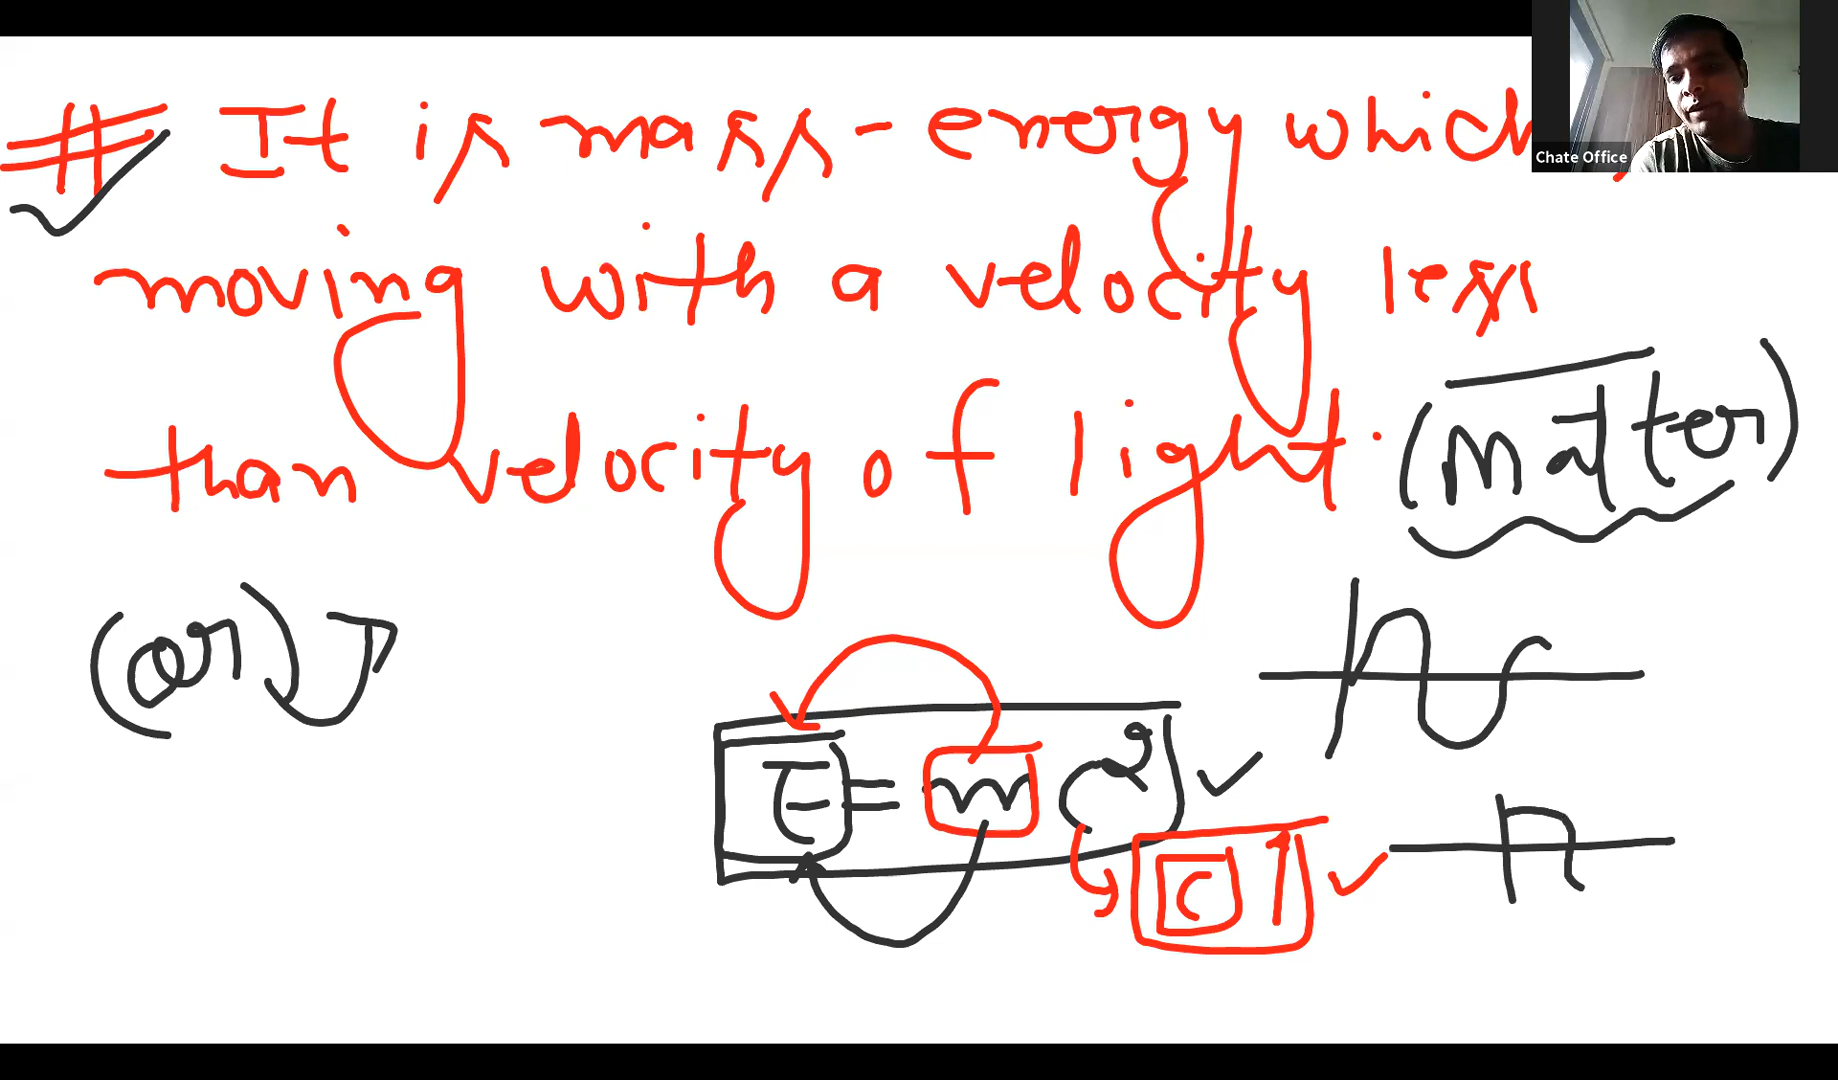 # It is mass-energy which
Chate Office
moving with a velocity less
than velocity of light. (Matter)
(or)
E = mc²
C ↑